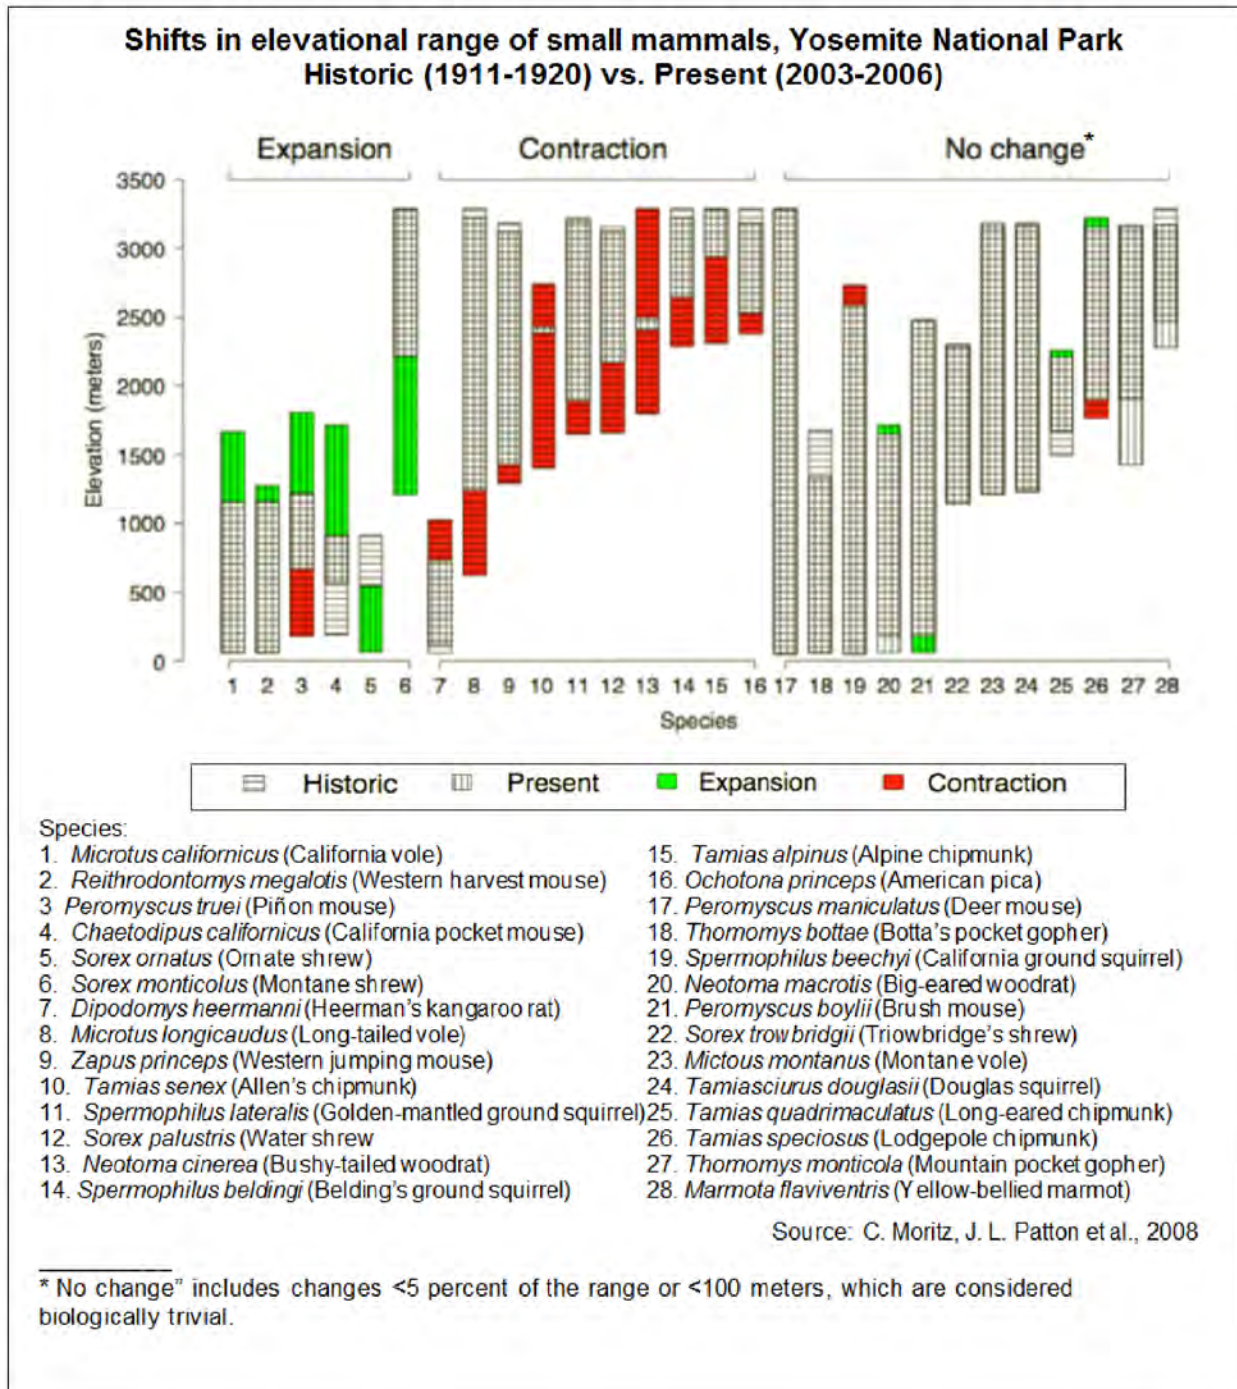 Shifts in elevational range of small mammals, Yosemite National Park
Historic (1911-1920) vs. Present (2003-2006)
Expansion Contraction No change*
3500
3000
2500
2000
1500
1000
500
0
Elevation (meters)
1 2 3 4 5 6 7 8 9 10 11 12 13 14 15 16 17 18 19 20 21 22 23 24 25 26 27 28
Species
Historic Present Expansion Contraction
Species:
1. Microtus californicus (California vole)
2. Reithrodontomys megalotis (Western harvest mouse)
3 Peromyscus truei (Piñon mouse)
4. Chaetodipus californicus (California pocket mouse)
5. Sorex ornatus (Ornate shrew)
6. Sorex monticolus (Montane shrew)
7. Dipodomys heermanni (Heerman's kangaroo rat)
8. Microtus longicaudus (Long-tailed vole)
9. Zapus princeps (Western jumping mouse)
10. Tamias senex (Allen's chipmunk)
11. Spermophilus lateralis (Golden-mantled ground squirrel)
12. Sorex palustris (Water shrew
13. Neotoma cinerea (Bushy-tailed woodrat)
14. Spermophilus beldingi (Belding's ground squirrel)
15. Tamias alpinus (Alpine chipmunk)
16. Ochotona princeps (American pica)
17. Peromyscus maniculatus (Deer mouse)
18. Thomomys bottae (Botta's pocket gopher)
19. Spermophilus beechyi (California ground squirrel)
20. Neotoma macrotis (Big-eared woodrat)
21. Peromyscus boylii (Brush mouse)
22. Sorex trowbridgii (Triowbridge's shrew)
23. Mictous montanus (Montane vole)
24. Tamiasciurus douglasii (Douglas squirrel)
25. Tamias quadrimaculatus (Long-eared chipmunk)
26. Tamias speciosus (Lodgepole chipmunk)
27. Thomomys monticola (Mountain pocket gopher)
28. Marmota flaviventris (Yellow-bellied marmot)
Source: C. Moritz, J. L. Patton et al., 2008
* No change" includes changes <5 percent of the range or <100 meters, which are considered
biologically trivial.